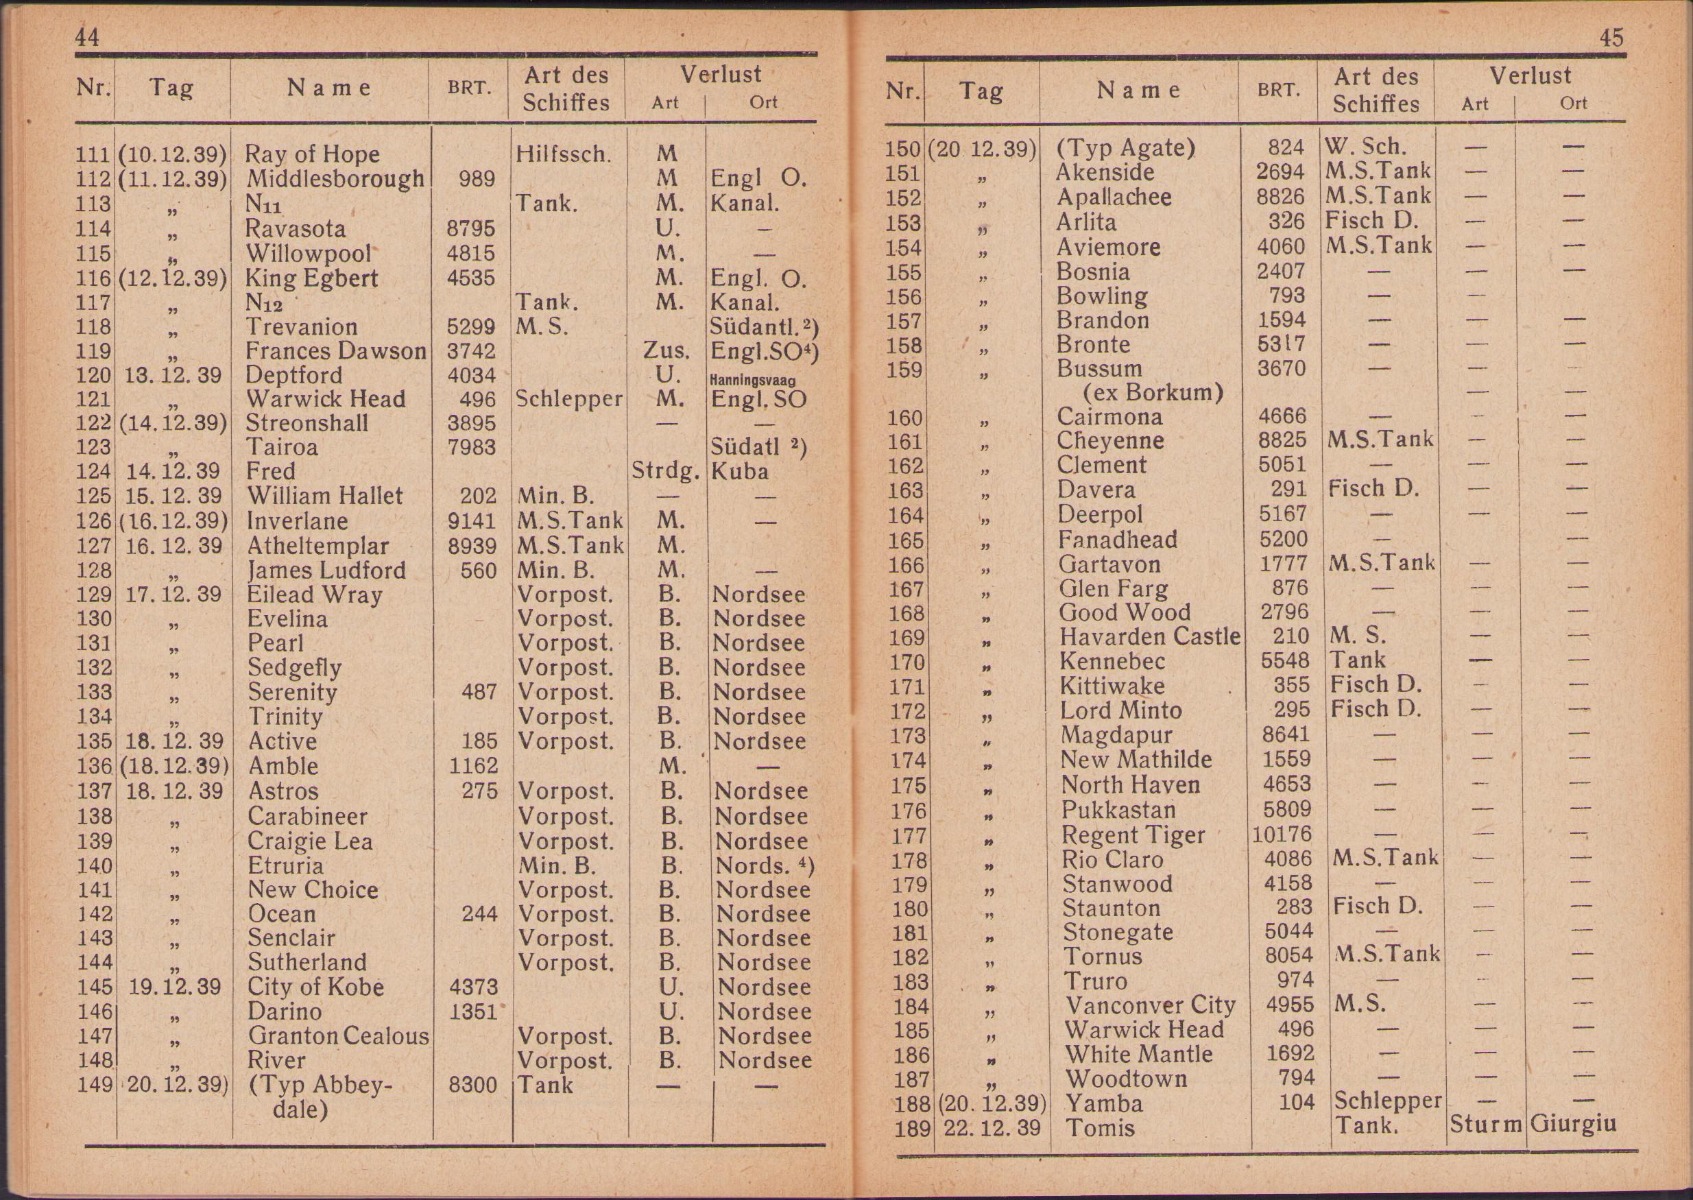 44
Nr. Tag Name BRT. Art des Schiffes Verlust
Art Ort
111 (10.12.39) Ray of Hope Hilfssch. M
112 (11.12.39) Middlesborough 989 M Engl O.
113 „ N11 Tank. M. Kanal.
114 „ Ravasota 8795 U. —
115 „ Willowpool 4815 M. —
116 (12.12.39) King Egbert 4535 M. Engl. O.
117 „ N12 Tank. M. Kanal.
118 „ Trevanion 5299 M. S. Südantl.²)
119 „ Frances Dawson 3742 Zus. Engl.SO⁴)
120 13. 12. 39 Deptford 4034 U. Hanningsvaag
121 „ Warwick Head 496 Schlepper M. Engl. SO
122 (14.12.39) Streonshall 3895 — —
123 „ Tairoa 7983 Südatl ²)
124 14. 12. 39 Fred Strdg. Kuba
125 15. 12. 39 William Hallet 202 Min. B. — —
126 (16.12.39) Inverlane 9141 M.S.Tank M. —
127 16. 12. 39 Atheltemplar 8939 M.S.Tank M.
128 „ James Ludford 560 Min. B. M. —
129 17. 12. 39 Eilead Wray Vorpost. B. Nordsee
130 „ Evelina Vorpost. B. Nordsee
131 „ Pearl Vorpost. B. Nordsee
132 „ Sedgefly Vorpost. B. Nordsee
133 „ Serenity 487 Vorpost. B. Nordsee
134 „ Trinity Vorpost. B. Nordsee
135 18. 12. 39 Active 185 Vorpost. B. Nordsee
136 (18.12.39) Amble 1162 M. —
137 18. 12. 39 Astros 275 Vorpost. B. Nordsee
138 „ Carabineer Vorpost. B. Nordsee
139 „ Craigie Lea Vorpost. B. Nordsee
140 „ Etruria Min. B. B. Nords. ⁴)
141 „ New Choice Vorpost. B. Nordsee
142 „ Ocean 244 Vorpost. B. Nordsee
143 „ Senclair Vorpost. B. Nordsee
144 „ Sutherland Vorpost. B. Nordsee
145 19.12.39 City of Kobe 4373 U. Nordsee
146 „ Darino 1351 U. Nordsee
147 „ Granton Cealous Vorpost. B. Nordsee
148 „ River Vorpost. B. Nordsee
149 20. 12. 39) (Typ Abbey- 8300 Tank — —
dale)
45
Nr. Tag Name BRT. Art des Schiffes Verlust
Art Ort
150 (20 12.39) (Typ Agate) 824 W. Sch. — —
151 „ Akenside 2694 M.S.Tank — —
152 „ Apallachee 8826 M.S.Tank — —
153 „ Arlita 326 Fisch D. — —
154 „ Aviemore 4060 M.S.Tank — —
155 „ Bosnia 2407 — — —
156 „ Bowling 793 — —
157 „ Brandon 1594 — — —
158 „ Bronte 5317 — — —
159 „ Bussum 3670 — — —
(ex Borkum) — —
160 „ Cairmona 4666 — — —
161 „ Cheyenne 8825 M.S.Tank — —
162 „ Clement 5051 — — —
163 „ Davera 291 Fisch D. — —
164 „ Deerpol 5167 — — —
165 „ Fanadhead 5200 — — —
166 „ Gartavon 1777 M.S.Tank — —
167 „ Glen Farg 876 — — —
168 „ Good Wood 2796 — — —
169 „ Havarden Castle 210 M. S. — —
170 „ Kennebec 5548 Tank — —
171 „ Kittiwake 355 Fisch D. — —
172 „ Lord Minto 295 Fisch D. — —
173 „ Magdapur 8641 — — —
174 „ New Mathilde 1559 — — —
175 „ North Haven 4653 — — —
176 „ Pukkastan 5809 — — —
177 „ Regent Tiger 10176 — — —
178 „ Rio Claro 4086 M.S.Tank — —
179 „ Stanwood 4158 — — —
180 „ Staunton 283 Fisch D. — —
181 „ Stonegate 5044 — — —
182 „ Tornus 8054 M.S.Tank — —
183 „ Truro 974 — — —
184 „ Vanconver City 4955 M.S. — —
185 „ Warwick Head 496 — — —
186 „ White Mantle 1692 — — —
187 „ Woodtown 794 — — —
188 (20. 12.39) Yamba 104 Schlepper — —
189 22. 12. 39 Tomis Tank. Sturm Giurgiu